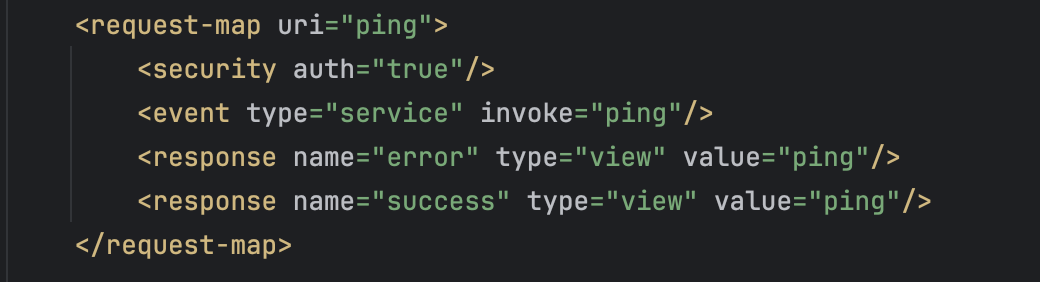 <request-map uri="ping">
<security auth="true"/>
<event type="service" invoke="ping"/>
<response name="error" type="view" value="ping"/>
<response name="success" type="view" value="ping"/>
</request-map>